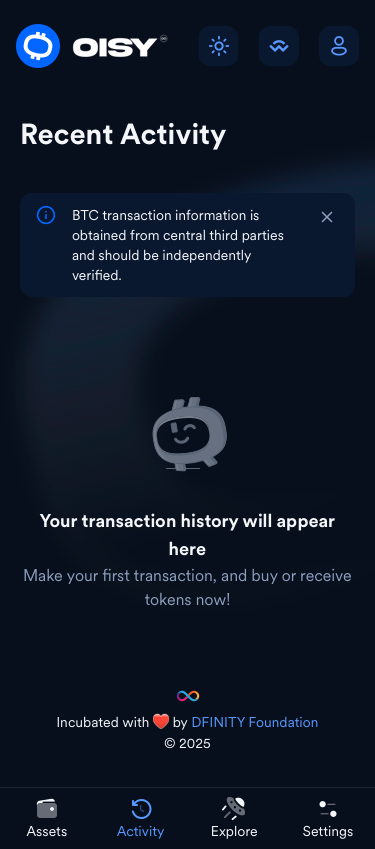 OISY
Recent Activity
BTC transaction information is
obtained from central third parties
and should be independently
verified.
Your transaction history will appear
here
Make your first transaction, and buy or receive
tokens now!
Incubated with ❤️ by DFINITY Foundation
© 2025
Assets Activity Explore Settings